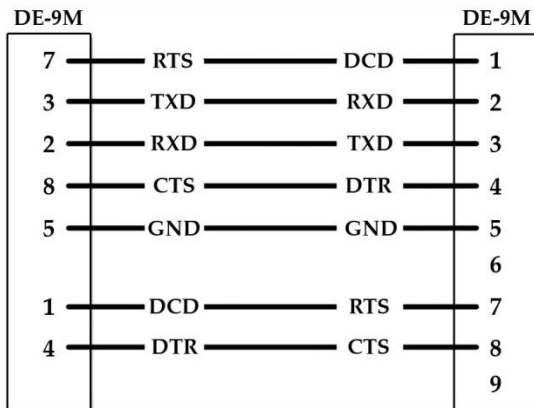 DE-9M DE-9M
7 RTS DCD 1
3 TXD RXD 2
2 RXD TXD 3
8 CTS DTR 4
5 GND GND 5
6
1 DCD RTS 7
4 DTR CTS 8
9